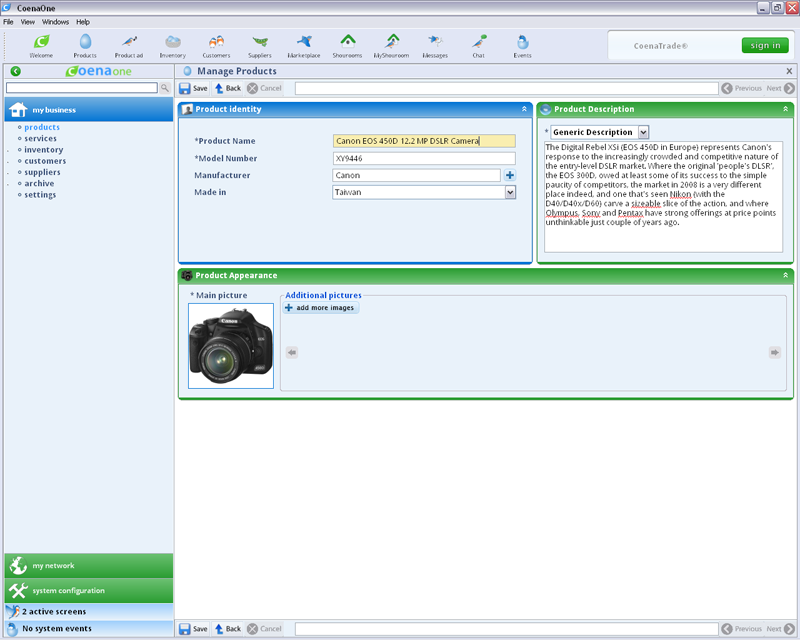 CoenaOne
File View Windows Help
Welcome Products Product ad Inventory Customers Suppliers Marketplace Showrooms MyShowroom Messages Chat Events
CoenaTrade®
sign in
Coenaone
Manage Products
Save Back Cancel
Previous Next
my business
products
services
inventory
customers
suppliers
archive
settings
Product identity
*Product Name
Canon EOS 450D 12.2 MP DSLR Camera
*Model Number
XY9446
Manufacturer
Canon
Made in
Taiwan
Product Description
* Generic Description
The Digital Rebel XSi (EOS 450D in Europe) represents Canon's
response to the increasingly crowded and competitive nature of
the entry-level DSLR market. Where the original 'people's DLSR',
the EOS 300D, owed at least some of its success to the simple
paucity of competitors, the market in 2008 is a very different
place indeed, and one that's seen Nikon (with the
D40/D40x/D60) carve a sizeable slice of the action, and where
Olympus, Sony and Pentax have strong offerings at price points
unthinkable just couple of years ago.
Product Appearance
* Main picture
Canon
Additional pictures
add more images
my network
system configuration
2 active screens
No system events
Save Back Cancel
Previous Next